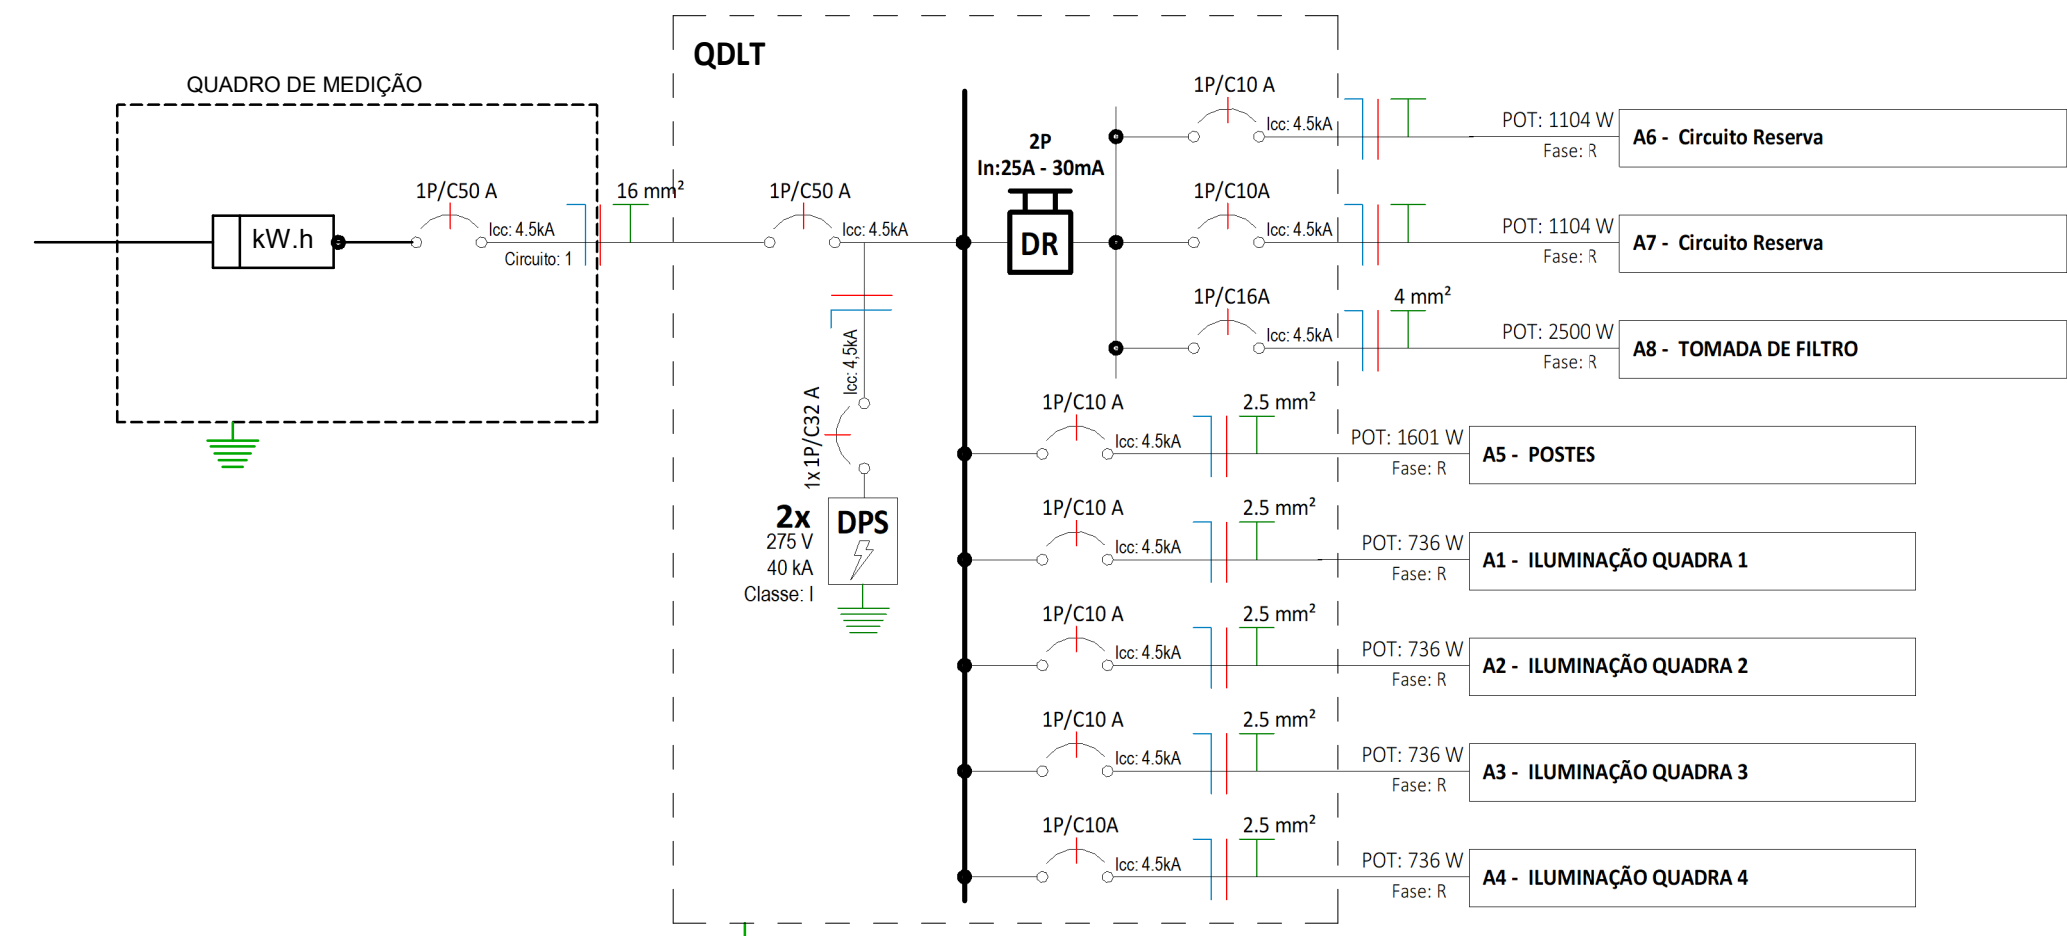 QUADRO DE MEDIÇÃO
kW.h
1P/C50 A
Icc: 4.5kA
Circuito: 1
16 mm²
QDLT
1P/C50 A
Icc: 4.5kA
Icc: 4,5kA
1x 1P/C32 A
2x
275 V
40 kA
Classe: I
DPS
2P
In:25A - 30mA
DR
1P/C10 A
Icc: 4.5kA
POT: 1104 W
Fase: R
A6 - Circuito Reserva
1P/C10A
Icc: 4.5kA
POT: 1104 W
Fase: R
A7 - Circuito Reserva
1P/C16A
Icc: 4.5kA
4 mm²
POT: 2500 W
Fase: R
A8 - TOMADA DE FILTRO
1P/C10 A
Icc: 4.5kA
2.5 mm²
POT: 1601 W
Fase: R
A5 - POSTES
1P/C10 A
Icc: 4.5kA
2.5 mm²
POT: 736 W
Fase: R
A1 - ILUMINAÇÃO QUADRA 1
1P/C10 A
Icc: 4.5kA
2.5 mm²
POT: 736 W
Fase: R
A2 - ILUMINAÇÃO QUADRA 2
1P/C10 A
Icc: 4.5kA
2.5 mm²
POT: 736 W
Fase: R
A3 - ILUMINAÇÃO QUADRA 3
1P/C10A
Icc: 4.5kA
2.5 mm²
POT: 736 W
Fase: R
A4 - ILUMINAÇÃO QUADRA 4